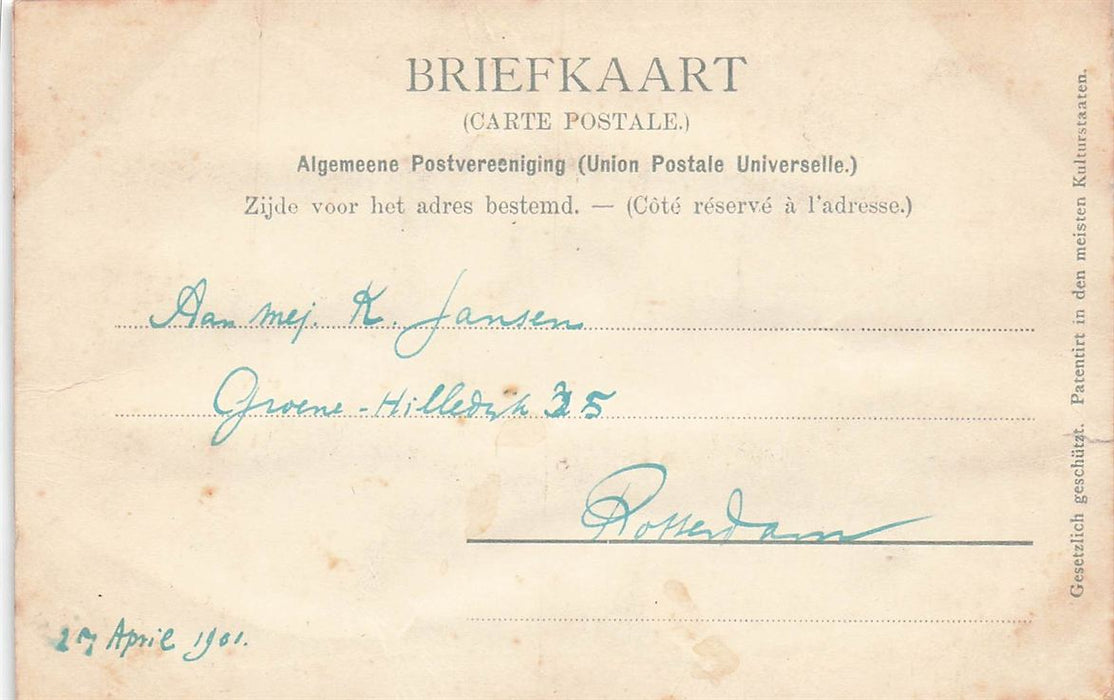 BRIEFKAART
(CARTE POSTALE.)
Algemeene Postvereeniging (Union Postale Universelle.)
Zijde voor het adres bestemd. — (Côté réservé à l'adresse.)
Aan Mej. K. Jansen
Groene-Hilledijk
Rotterdam
27 April 1901.
Gesetzlich geschützt. Patentirt in den meisten Kulturstaaten.